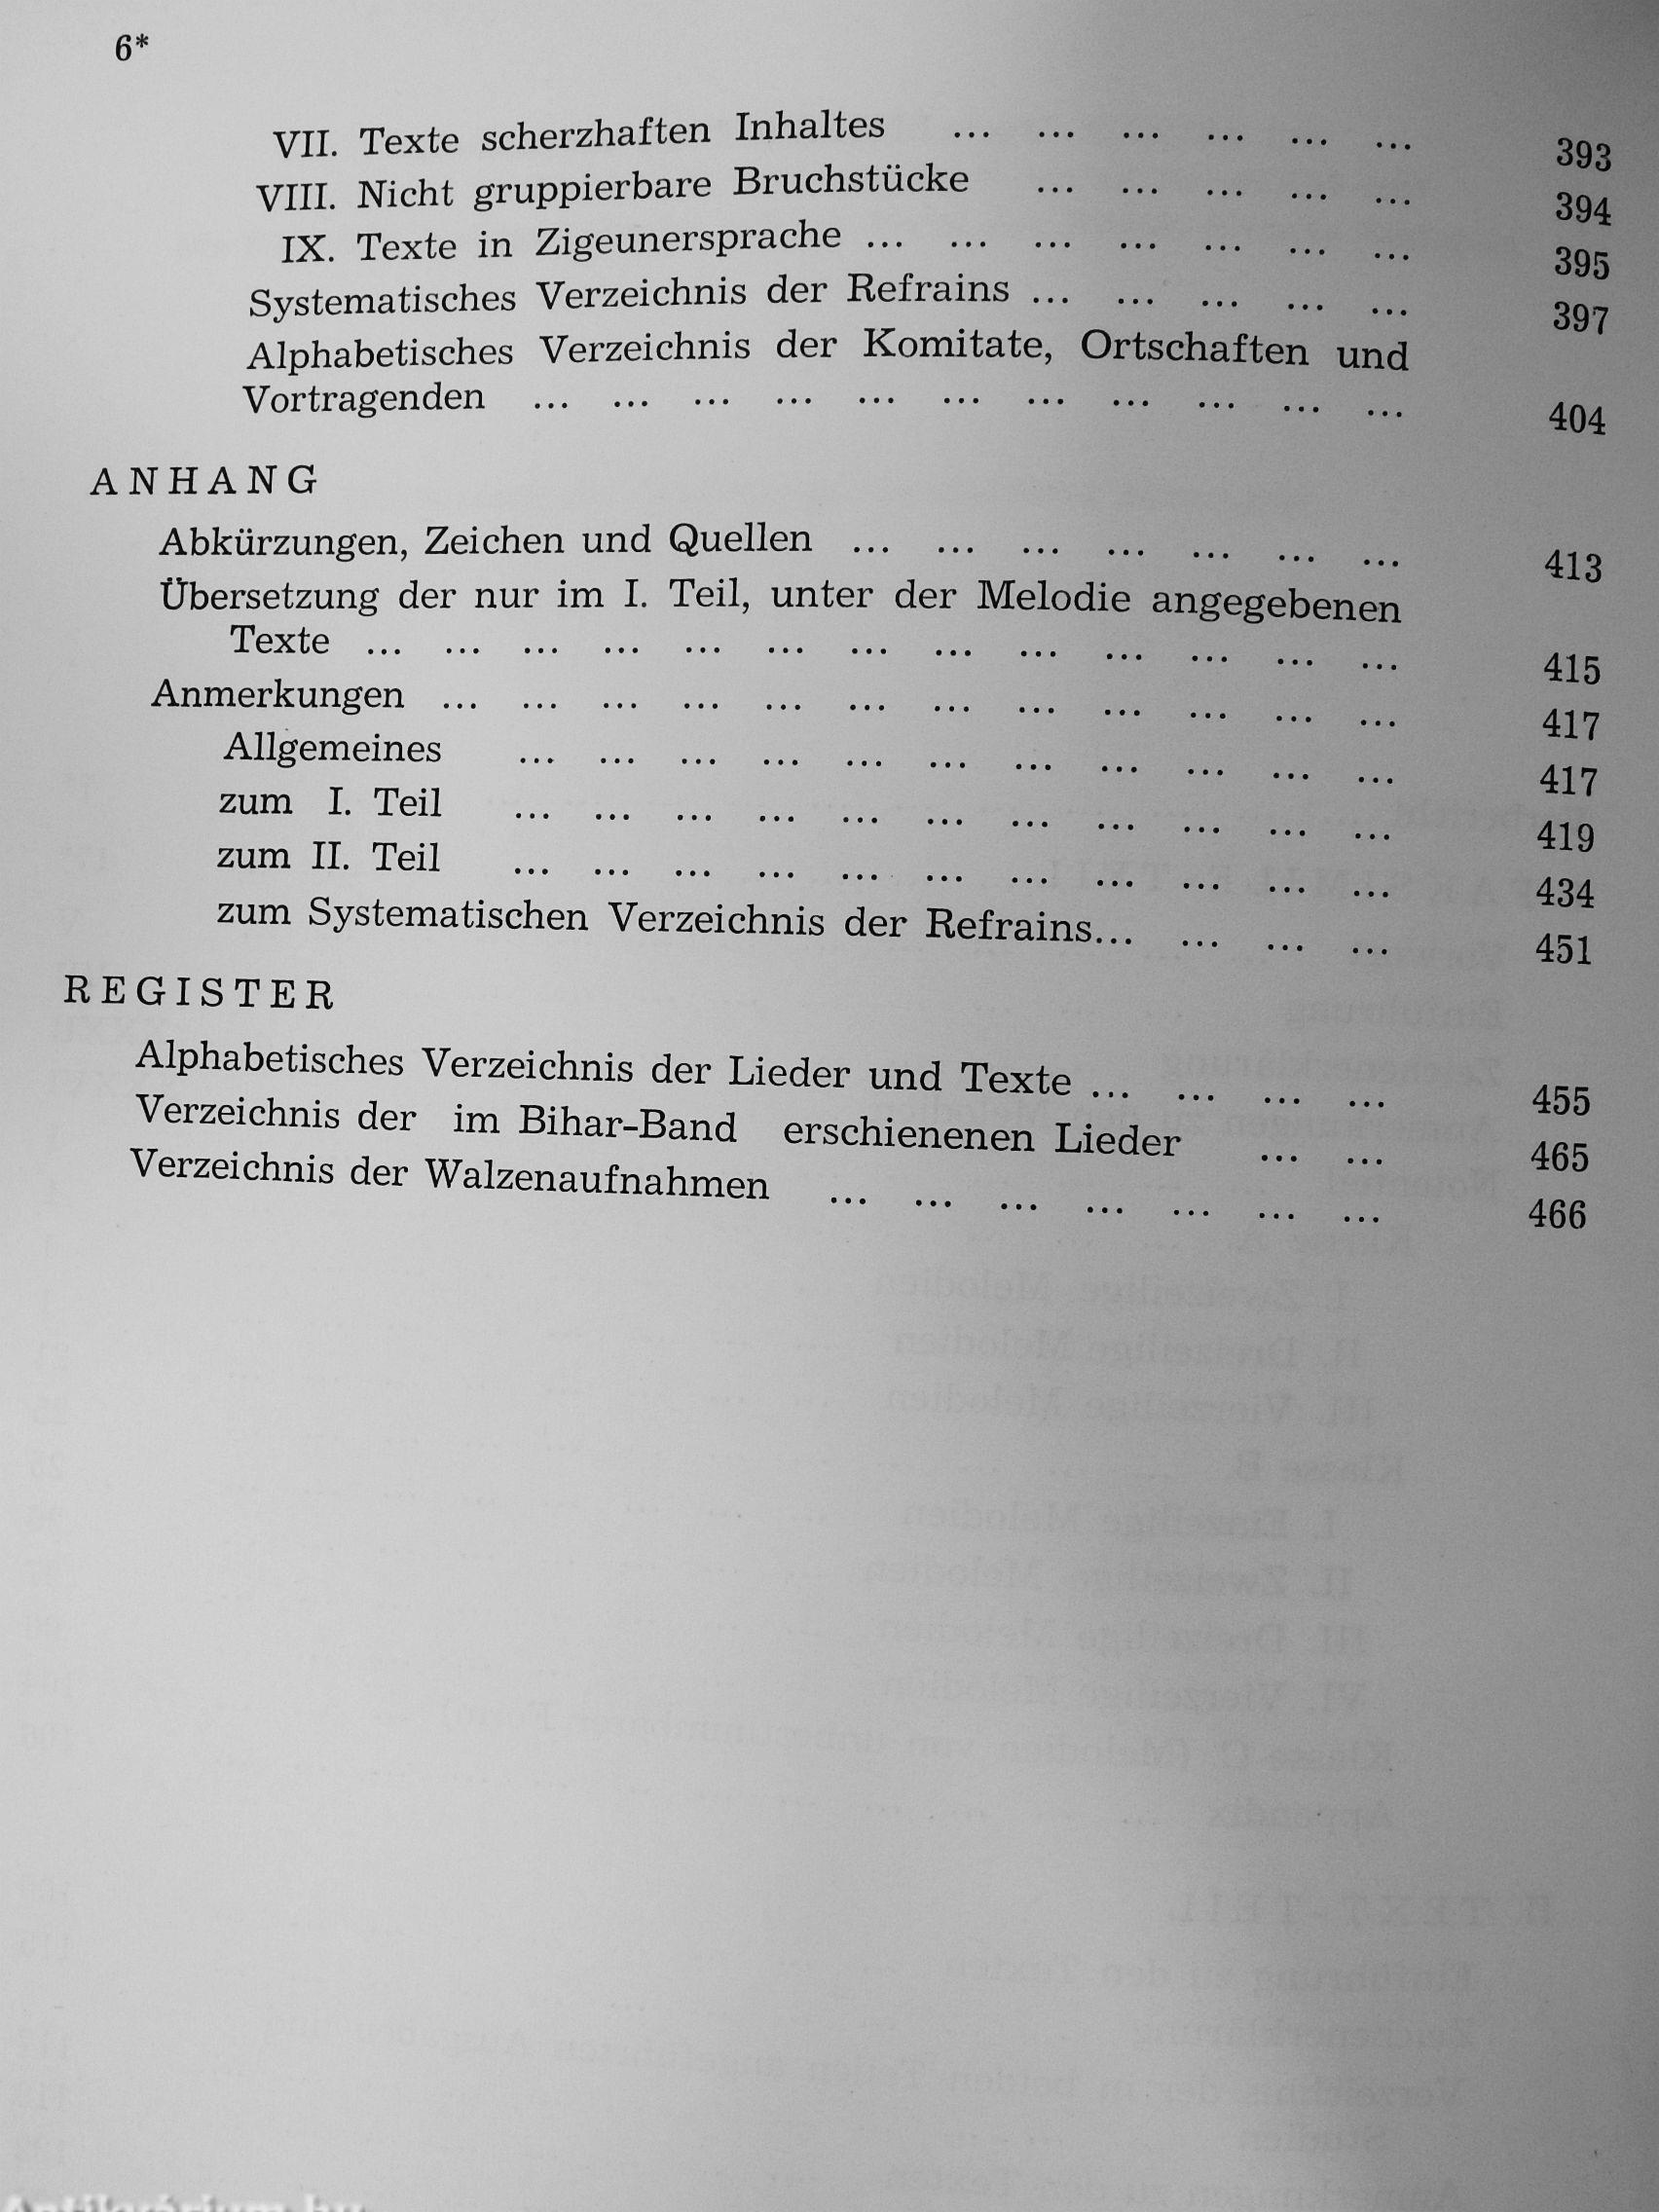 6*
VII. Texte scherzhaften Inhaltes ... ... ... ... ... ... 393
VIII. Nicht gruppierbare Bruchstücke ... ... ... ... ... 394
IX. Texte in Zigeunersprache ... ... ... ... ... ... ... 395
Systematisches Verzeichnis der Refrains ... ... ... ... ... 397
Alphabetisches Verzeichnis der Komitate, Ortschaften und
Vortragenden ... ... ... ... ... ... ... ... ... ... ... 404
ANHANG
Abkürzungen, Zeichen und Quellen ... ... ... ... ... ... ... 413
Übersetzung der nur im I. Teil, unter der Melodie angegebenen
Texte ... ... ... ... ... ... ... ... ... ... ... ... ... 415
Anmerkungen ... ... ... ... ... ... ... ... ... ... ... ... 417
Allgemeines ... ... ... ... ... ... ... ... ... ... ... 417
zum I. Teil ... ... ... ... ... ... ... ... ... ... ... 419
zum II. Teil ... ... ... ... ... ... ... ... ... ... ... 434
zum Systematischen Verzeichnis der Refrains... ... ... ... 451
REGISTER
Alphabetisches Verzeichnis der Lieder und Texte ... ... ... ... 455
Verzeichnis der im Bihar-Band erschienenen Lieder ... ... 465
Verzeichnis der Walzenaufnahmen ... ... ... ... ... ... ... 466